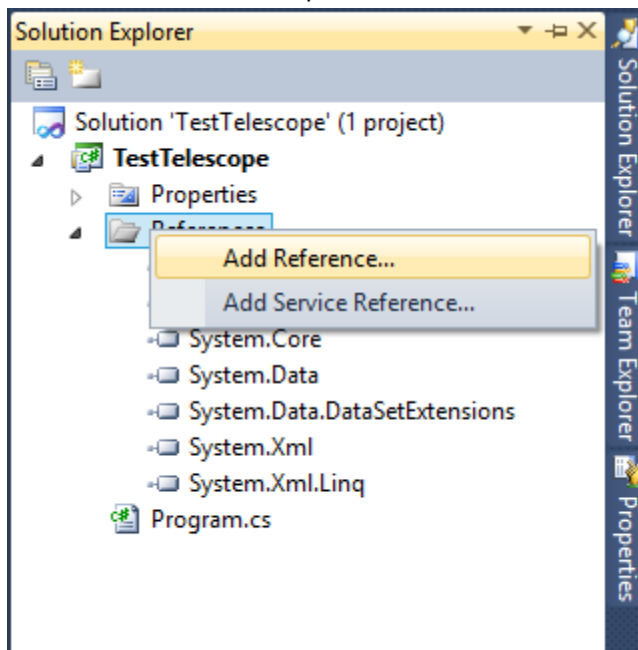 Solution Explorer
Solution 'TestTelescope' (1 project)
TestTelescope
Properties
References
Add Reference...
Add Service Reference...
System.Core
System.Data
System.Data.DataSetExtensions
System.Xml
System.Xml.Linq
Program.cs
Solution Explorer
Team Explorer
Properties